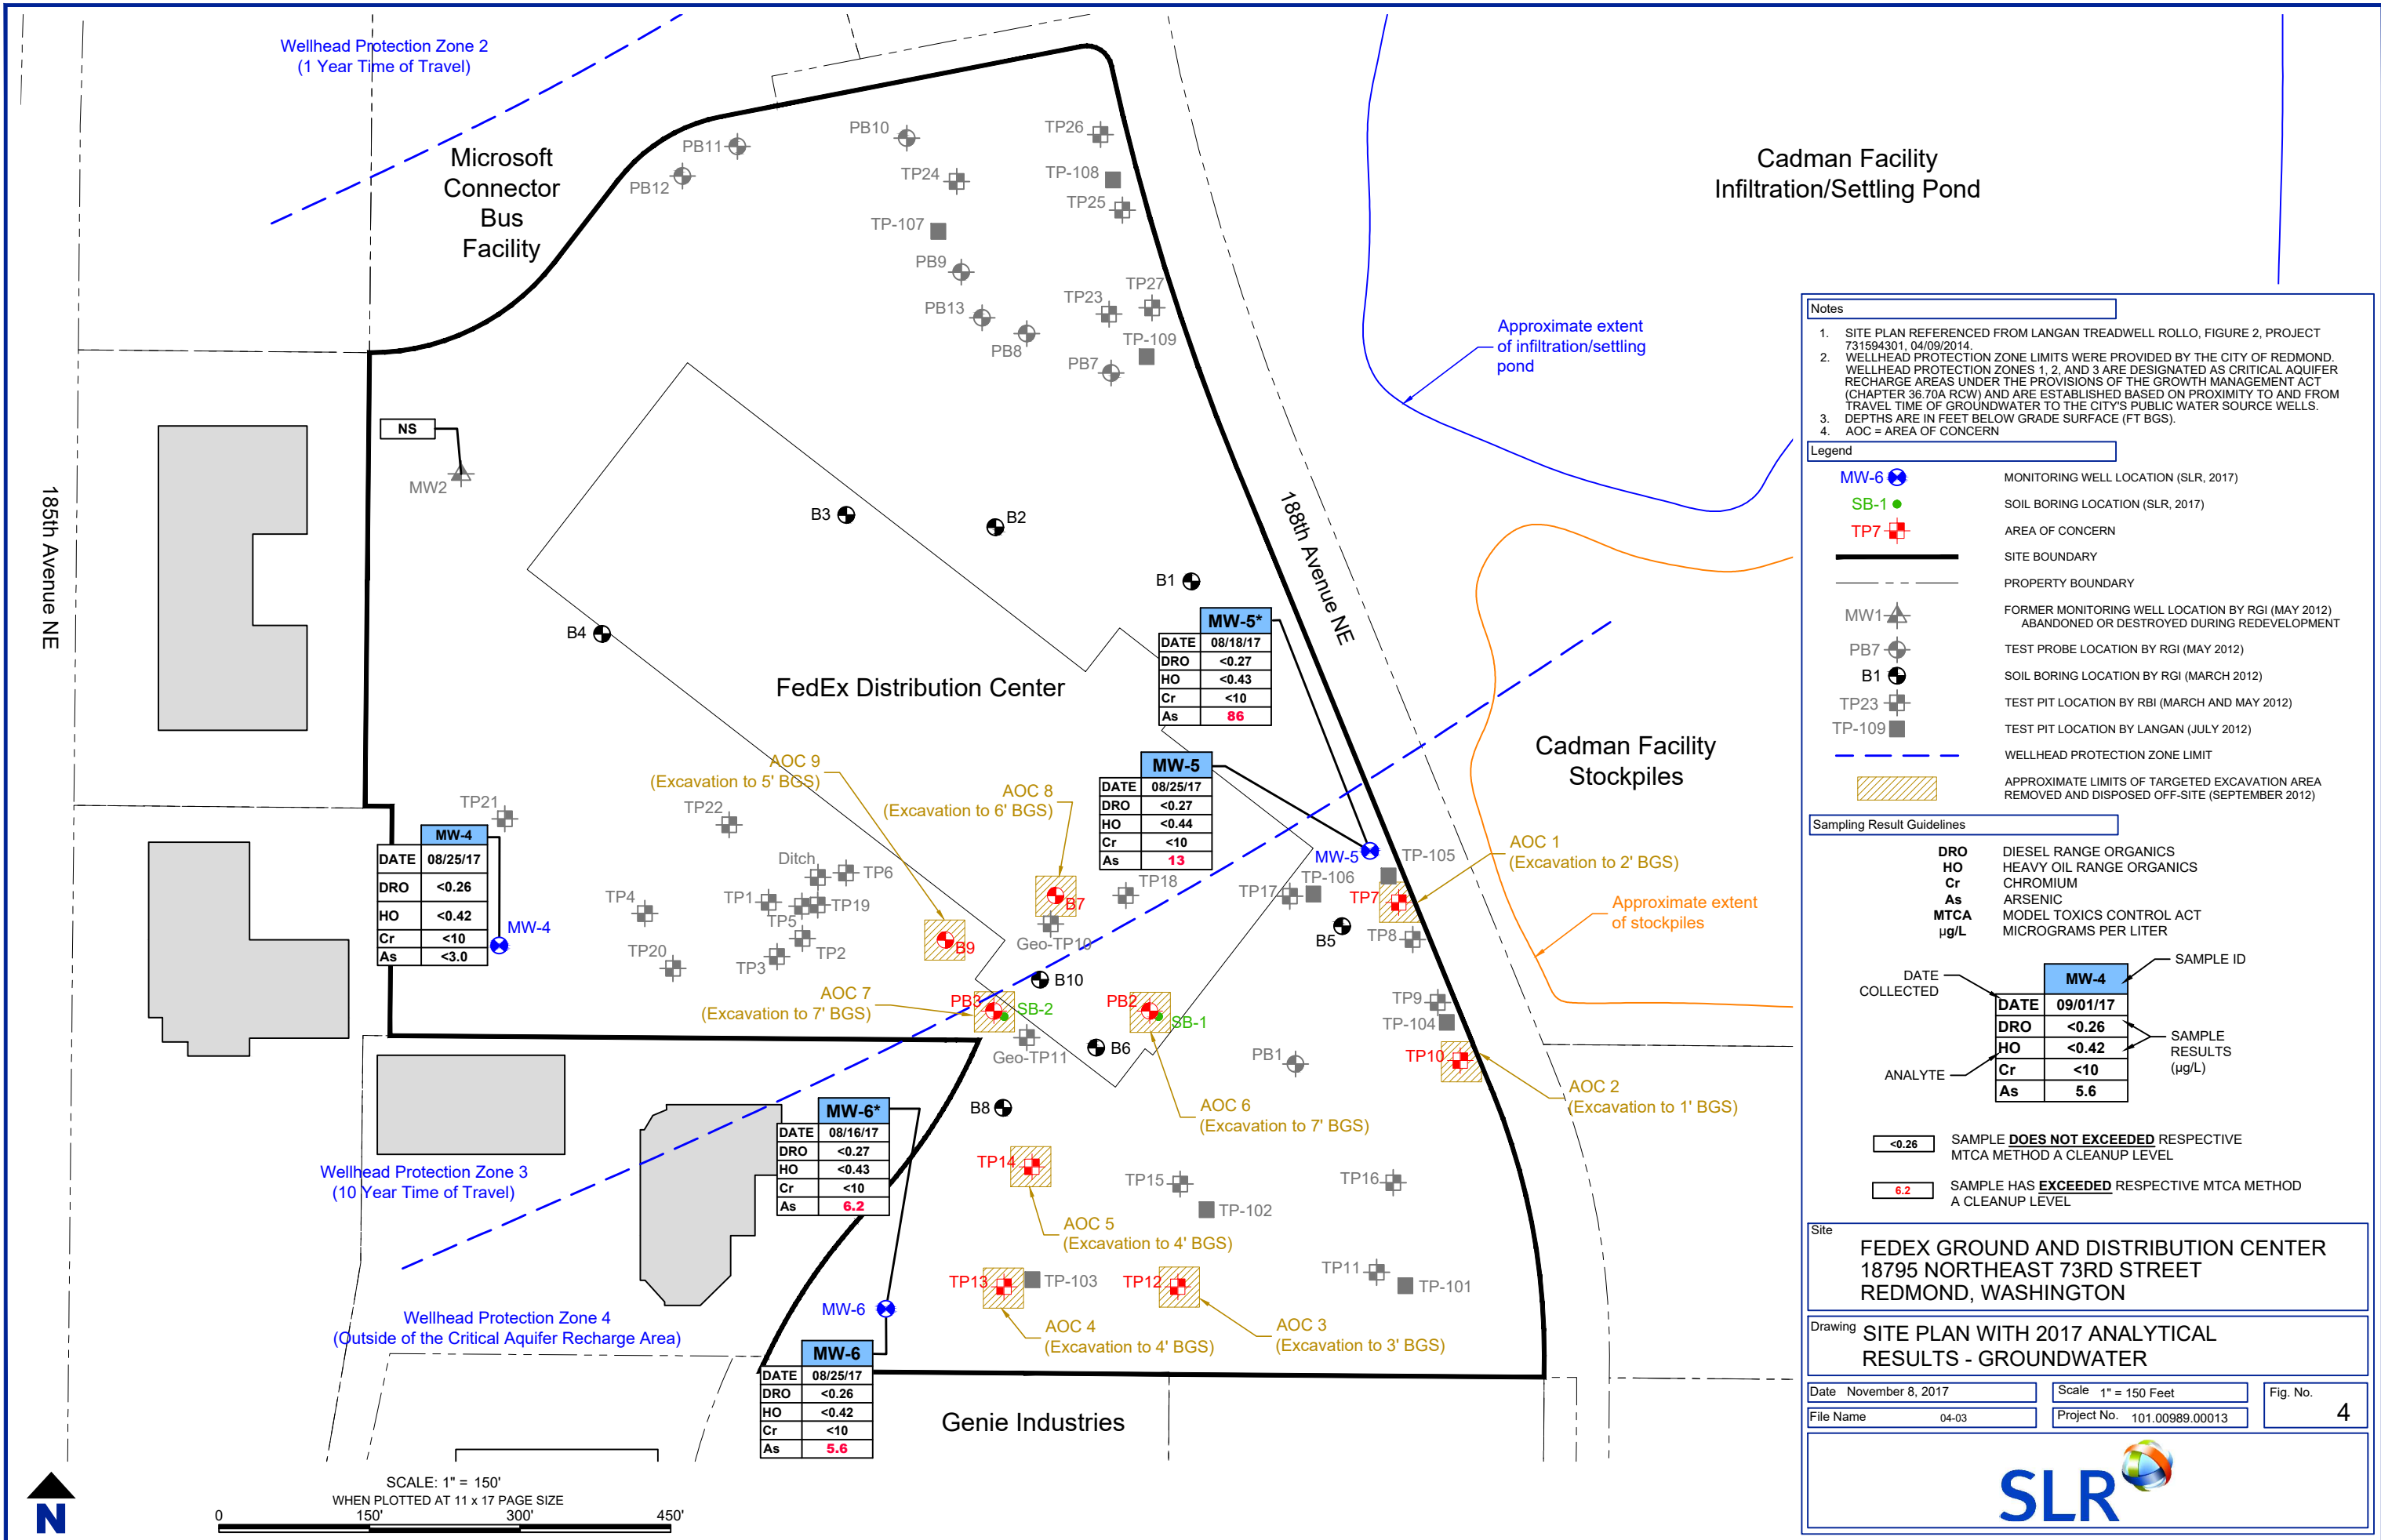 Wellhead Protection Zone 2
(1 Year Time of Travel)
Microsoft
Connector
Bus
Facility
PB11
PB12
PB10
TP24
TP-107
PB9
PB13
PB8
TP26
TP-108
TP25
TP23
TP27
TP-109
PB7
Cadman Facility
Infiltration/Settling Pond
Approximate extent
of infiltration/settling
pond
185th Avenue NE
188th Avenue NE
NS
MW2
B3
B2
B1
B4
FedEx Distribution Center
MW-5*
DATE 08/18/17
DRO <0.27
HO <0.43
Cr <10
As 86
MW-5
DATE 08/25/17
DRO <0.27
HO <0.44
Cr <10
As 13
Cadman Facility
Stockpiles
AOC 9
(Excavation to 5' BGS)
AOC 8
(Excavation to 6' BGS)
TP21
TP22
MW-4
DATE 08/25/17
DRO <0.26
HO <0.42
Cr <10
As <3.0
MW-4
Ditch
TP6
TP4
TP1
TP5
TP19
TP20
TP3
TP2
B7
B9
Geo-TP10
TP18
MW-5
TP-105
TP-106
TP17
TP7
B5
TP8
AOC 1
(Excavation to 2' BGS)
Approximate extent
of stockpiles
B10
AOC 7
(Excavation to 7' BGS)
PB3
SB-2
PB2
SB-1
Geo-TP11
B6
TP9
TP-104
PB1
TP10
AOC 2
(Excavation to 1' BGS)
B8
AOC 6
(Excavation to 7' BGS)
MW-6*
DATE 08/16/17
DRO <0.27
HO <0.43
Cr <10
As 6.2
Wellhead Protection Zone 3
(10 Year Time of Travel)
TP14
TP15
TP-102
TP16
AOC 5
(Excavation to 4' BGS)
TP13
TP-103
TP12
TP11
TP-101
MW-6
Wellhead Protection Zone 4
(Outside of the Critical Aquifer Recharge Area)
AOC 4
(Excavation to 4' BGS)
AOC 3
(Excavation to 3' BGS)
MW-6
DATE 08/25/17
DRO <0.26
HO <0.42
Cr <10
As 5.6
Genie Industries
N
SCALE: 1" = 150'
WHEN PLOTTED AT 11 x 17 PAGE SIZE
0 150' 300' 450'
Notes
1. SITE PLAN REFERENCED FROM LANGAN TREADWELL ROLLO, FIGURE 2, PROJECT
731594301, 04/09/2014.
2. WELLHEAD PROTECTION ZONE LIMITS WERE PROVIDED BY THE CITY OF REDMOND.
WELLHEAD PROTECTION ZONES 1, 2, AND 3 ARE DESIGNATED AS CRITICAL AQUIFER
RECHARGE AREAS UNDER THE PROVISIONS OF THE GROWTH MANAGEMENT ACT
(CHAPTER 36.70A RCW) AND ARE ESTABLISHED BASED ON PROXIMITY TO AND FROM
TRAVEL TIME OF GROUNDWATER TO THE CITY'S PUBLIC WATER SOURCE WELLS.
3. DEPTHS ARE IN FEET BELOW GRADE SURFACE (FT BGS).
4. AOC = AREA OF CONCERN
Legend
MW-6 MONITORING WELL LOCATION (SLR, 2017)
SB-1 SOIL BORING LOCATION (SLR, 2017)
TP7 AREA OF CONCERN
SITE BOUNDARY
PROPERTY BOUNDARY
MW1 FORMER MONITORING WELL LOCATION BY RGI (MAY 2012)
ABANDONED OR DESTROYED DURING REDEVELOPMENT
PB7 TEST PROBE LOCATION BY RGI (MAY 2012)
B1 SOIL BORING LOCATION BY RGI (MARCH 2012)
TP23 TEST PIT LOCATION BY RBI (MARCH AND MAY 2012)
TP-109 TEST PIT LOCATION BY LANGAN (JULY 2012)
WELLHEAD PROTECTION ZONE LIMIT
APPROXIMATE LIMITS OF TARGETED EXCAVATION AREA
REMOVED AND DISPOSED OFF-SITE (SEPTEMBER 2012)
Sampling Result Guidelines
DRO DIESEL RANGE ORGANICS
HO HEAVY OIL RANGE ORGANICS
Cr CHROMIUM
As ARSENIC
MTCA MODEL TOXICS CONTROL ACT
µg/L MICROGRAMS PER LITER
SAMPLE ID
DATE
COLLECTED
MW-4
DATE 09/01/17
DRO <0.26
HO <0.42
Cr <10
As 5.6
SAMPLE
RESULTS
(µg/L)
ANALYTE
<0.26 SAMPLE DOES NOT EXCEEDED RESPECTIVE
MTCA METHOD A CLEANUP LEVEL
6.2 SAMPLE HAS EXCEEDED RESPECTIVE MTCA METHOD
A CLEANUP LEVEL
Site
FEDEX GROUND AND DISTRIBUTION CENTER
18795 NORTHEAST 73RD STREET
REDMOND, WASHINGTON
Drawing
SITE PLAN WITH 2017 ANALYTICAL
RESULTS - GROUNDWATER
Date November 8, 2017
Scale 1" = 150 Feet
Fig. No.
4
File Name 04-03
Project No. 101.00989.00013
SLR